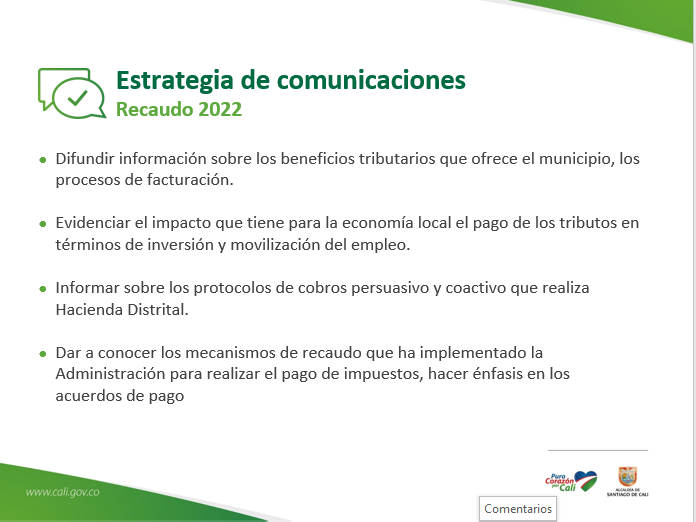 Estrategia de comunicaciones
Recaudo 2022
Difundir información sobre los beneficios tributarios que ofrece el municipio, los
procesos de facturación.
Evidenciar el impacto que tiene para la economía local el pago de los tributos en
términos de inversión y movilización del empleo.
Informar sobre los protocolos de cobros persuasivo y coactivo que realiza
Hacienda Distrital.
Dar a conocer los mecanismos de recaudo que ha implementado la
Administración para realizar el pago de impuestos, hacer énfasis en los
acuerdos de pago
www.cali.gov.co
Puro
Corazón
por
Cali
ALCALDÍA DE
SANTIAGO DE CALI
Comentarios